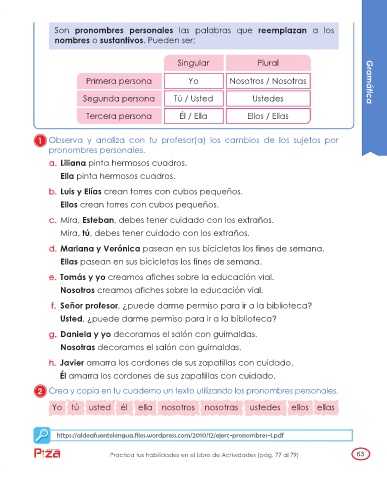 Son pronombres personales las palabras que reemplazan a los
nombres o sustantivos. Pueden ser:
Singular Plural
Primera persona Yo Nosotros / Nosotras
Segunda persona Tú / Usted Ustedes
Tercera persona Él / Ella Ellos / Ellas
Gramática
1 Observa y analiza con tu profesor(a) los cambios de los sujetos por
pronombres personales.
a. Liliana pinta hermosos cuadros.
Ella pinta hermosos cuadros.
b. Luis y Elías crean torres con cubos pequeños.
Ellos crean torres con cubos pequeños.
c. Mira, Esteban, debes tener cuidado con los extraños.
Mira, tú, debes tener cuidado con los extraños.
d. Mariana y Verónica pasean en sus bicicletas los fines de semana.
Ellas pasean en sus bicicletas los fines de semana.
e. Tomás y yo creamos afiches sobre la educación vial.
Nosotros creamos afiches sobre la educación vial.
f. Señor profesor, ¿puede darme permiso para ir a la biblioteca?
Usted, ¿puede darme permiso para ir a la biblioteca?
g. Daniela y yo decoramos el salón con guirnaldas.
Nosotras decoramos el salón con guirnaldas.
h. Javier amarra los cordones de sus zapatillas con cuidado.
Él amarra los cordones de sus zapatillas con cuidado.
2 Crea y copia en tu cuaderno un texto utilizando los pronombres personales.
Yo tú usted él ella nosotros nosotras ustedes ellos ellas
https://aldeafuentelengua.files.wordpress.com/2010/12/ejerc-pronombres-1.pdf
Practica tus habilidades en el Libro de Actividades (pág. 77 al 79) 63